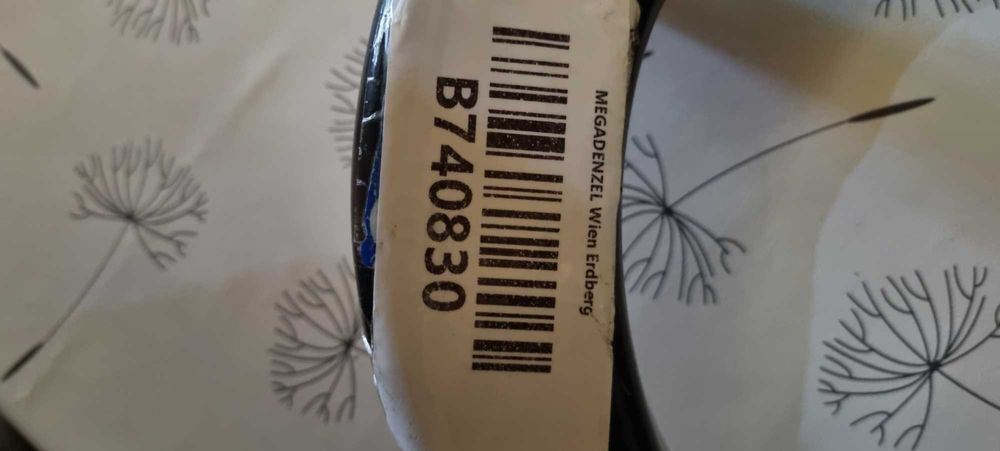 MEGADENZEL Wien Erdberg
B740830